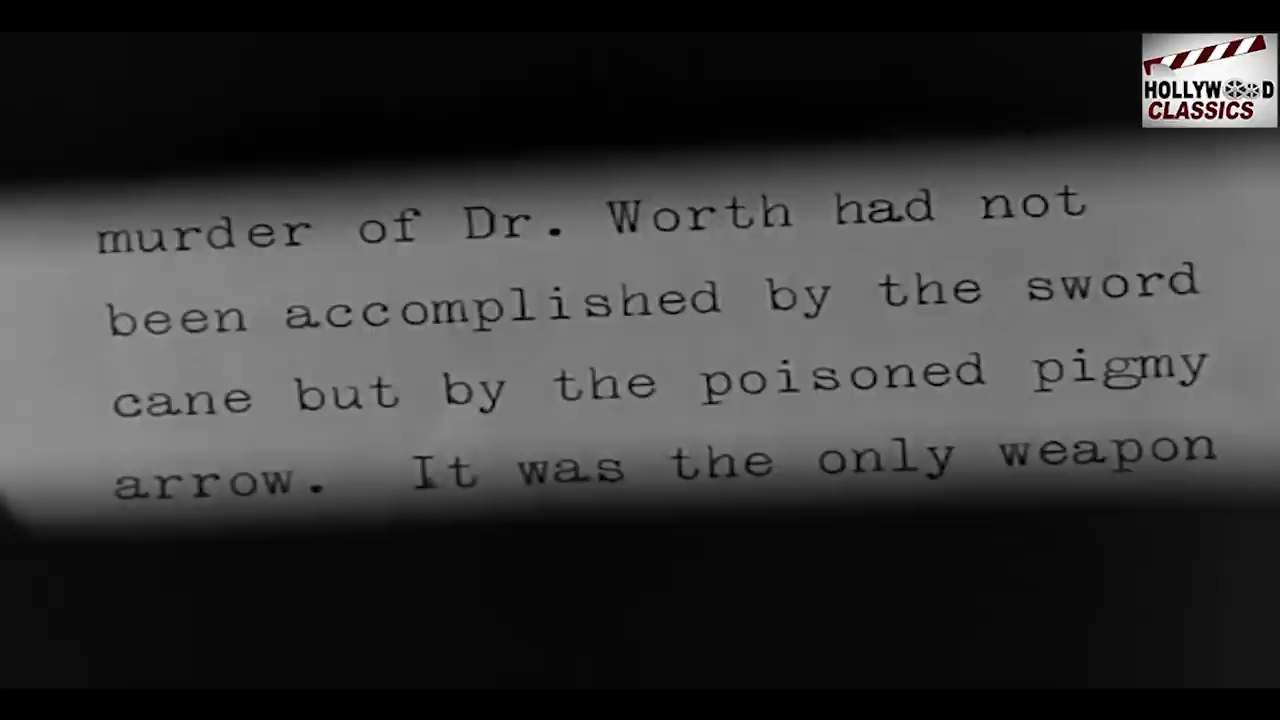 HOLLYWOOD
CLASSICS
murder of Dr. Worth had not
been accomplished by the sword
cane but by the poisoned pigmy
arrow. It was the only weapon